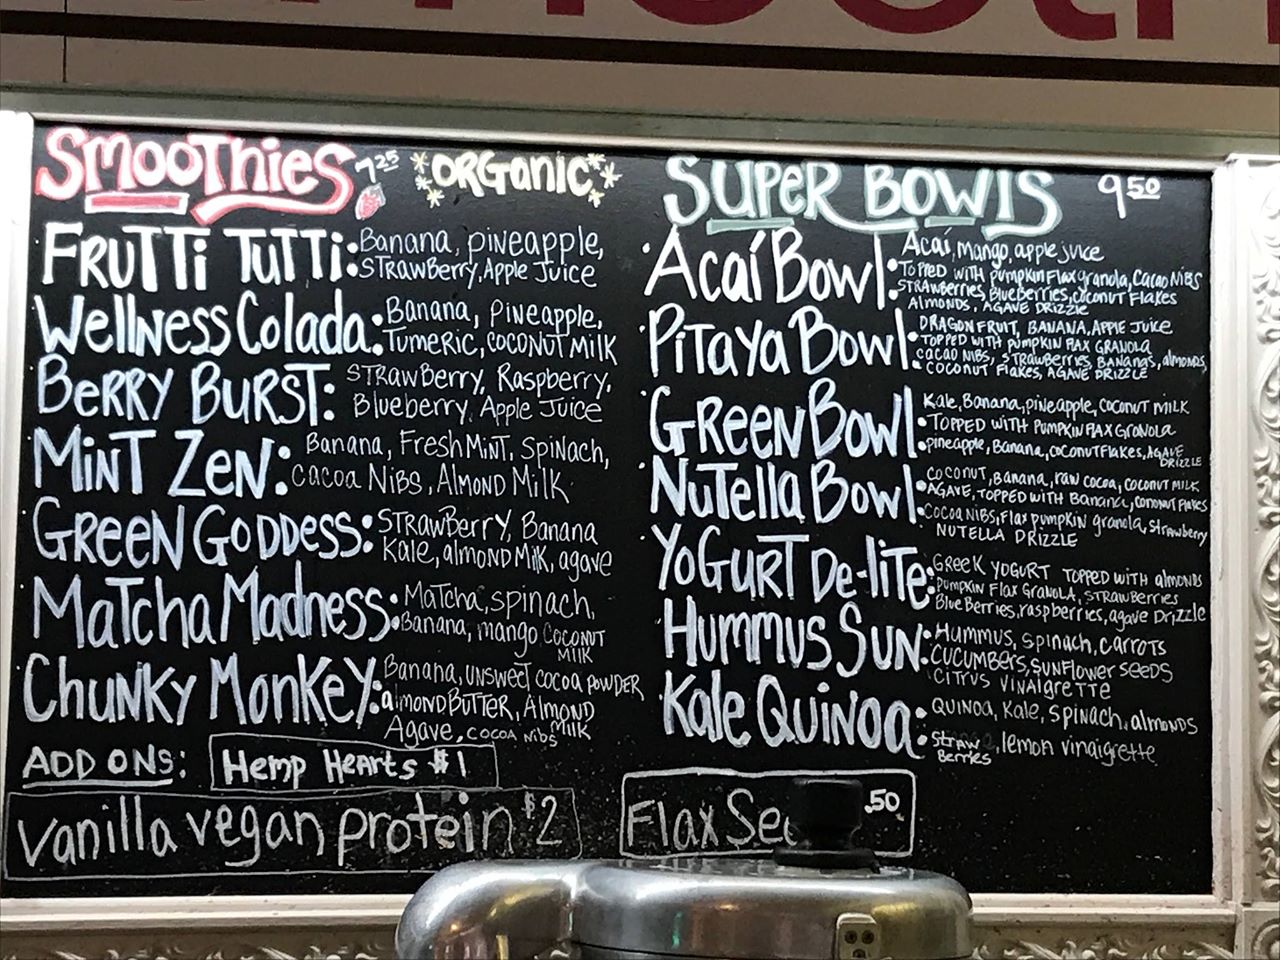 SMOOTHIES 7.25 *ORGANIC*
FRUTTI TUTTI: Banana, pineapple,
STRAWBerry, Apple Juice
Wellness Colada: Banana, Pineapple,
Tumeric, COCONUT MILK
BERRY BURST: STRAWBerry, Raspberry,
Blueberry, Apple Juice
MINT ZEN: Banana, FRESH MINT, SPINach,
cacoa NIBS, ALMOND MILK
GREEN GODDESS: STRAWBerry, Banana
Kale, almond Milk, agave
Matcha Madness: Matcha, spinach,
Banana, mango COCONUT
MILK
CHUNKY MONKEY: Banana, UNSWEET COCOA POWDER,
almond BUTTER, ALMOND
MILK
Agave, COCOA NIBS
ADD ONS: Hemp Hearts $1
vanilla vegan protein $2
SUPER BOWLS 9.50
Acaí Bowl: Acaí, mango, apple juice
TOPPED WITH pumpkin Flax granola, Cacao NIBS
STRAWBerries, BlueBerries, coconut Flakes
Almonds, AGAVE DRIZZLE
PITAYA Bowl: DRAGON FRUIT, BANANA, APPLE JUICE
TOPPED WITH PUMPKIN FLAX GRANOLA
cacao NIBS, STRAWBerries, BANANAS, almonds,
COCONUT Flakes, AGAVE DRIZZLE
GREEN Bowl: Kale, Banana, pineapple, COCONUT MILK
TOPPED WITH PUMPKIN FLAX GRONOLA
pineapple, Banana, coconut Flakes, AGAVE
DRIZZLE
NUTella Bowl: COCONUT, Banana, raw cocoa, coconut MILK
AGAVE, TOPPED WITH Banana, coconut Flakes
COCOA NIBS, Flax pumpkin granola, STrawberry
NUTELLA DRIZZLE
YOGURT De-lite: GREEK YOGURT TOPPED WITH almonds
PUMPKIN Flax GRANOLA, STRAWBERRIES
BlueBerries, raspberries, agave Drizzle
HUMMUS SUN: HUMMUS, SPINach, CARROTS
CUCUMBERS, SUNFlower SEEDS
CITRUS VINAIGRETTE
Kale QUINOA: QUINOA, Kale, SPINach, almonds
STRAW
Berries, lemon vinaigrette
Flax .50